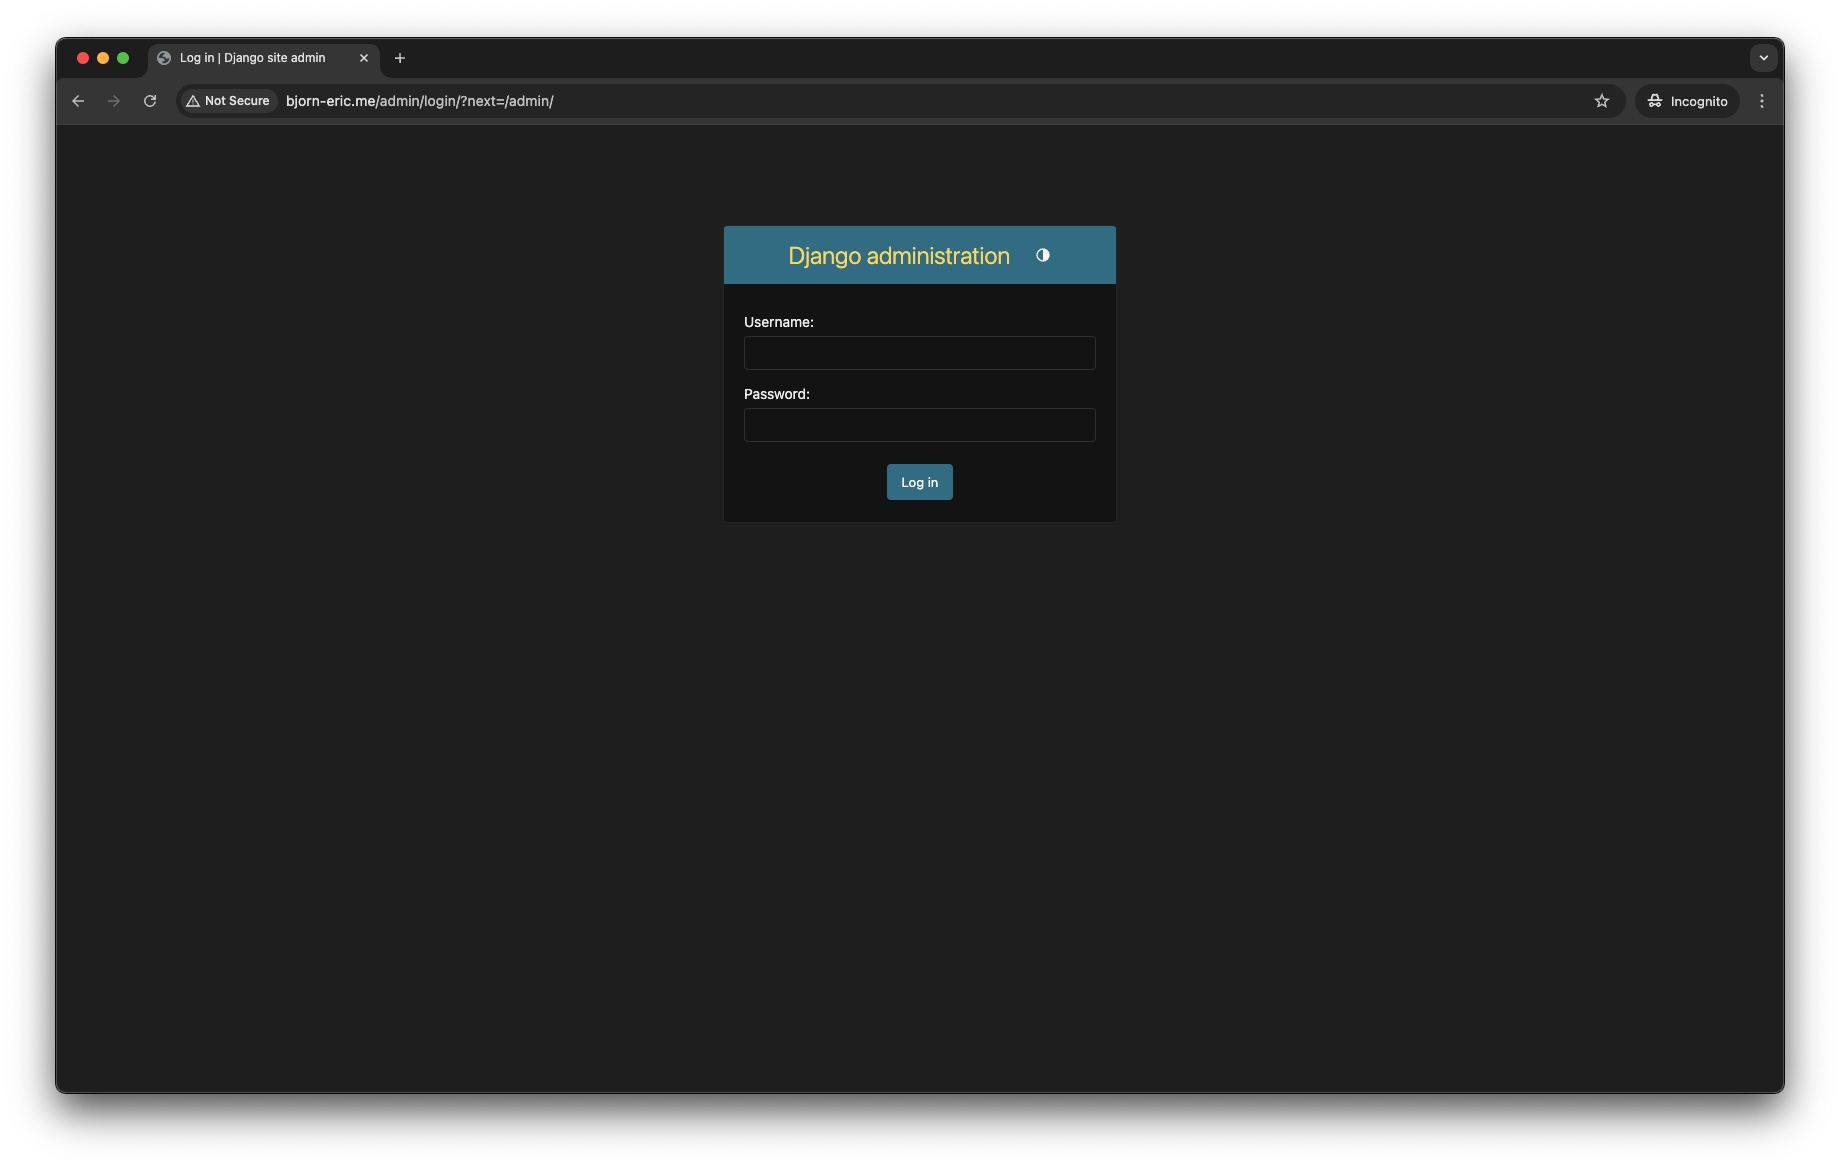 Log in | Django site admin
Not Secure
bjorn-eric.me/admin/login/?next=/admin/
Incognito
Django administration
Username:
Password:
Log in